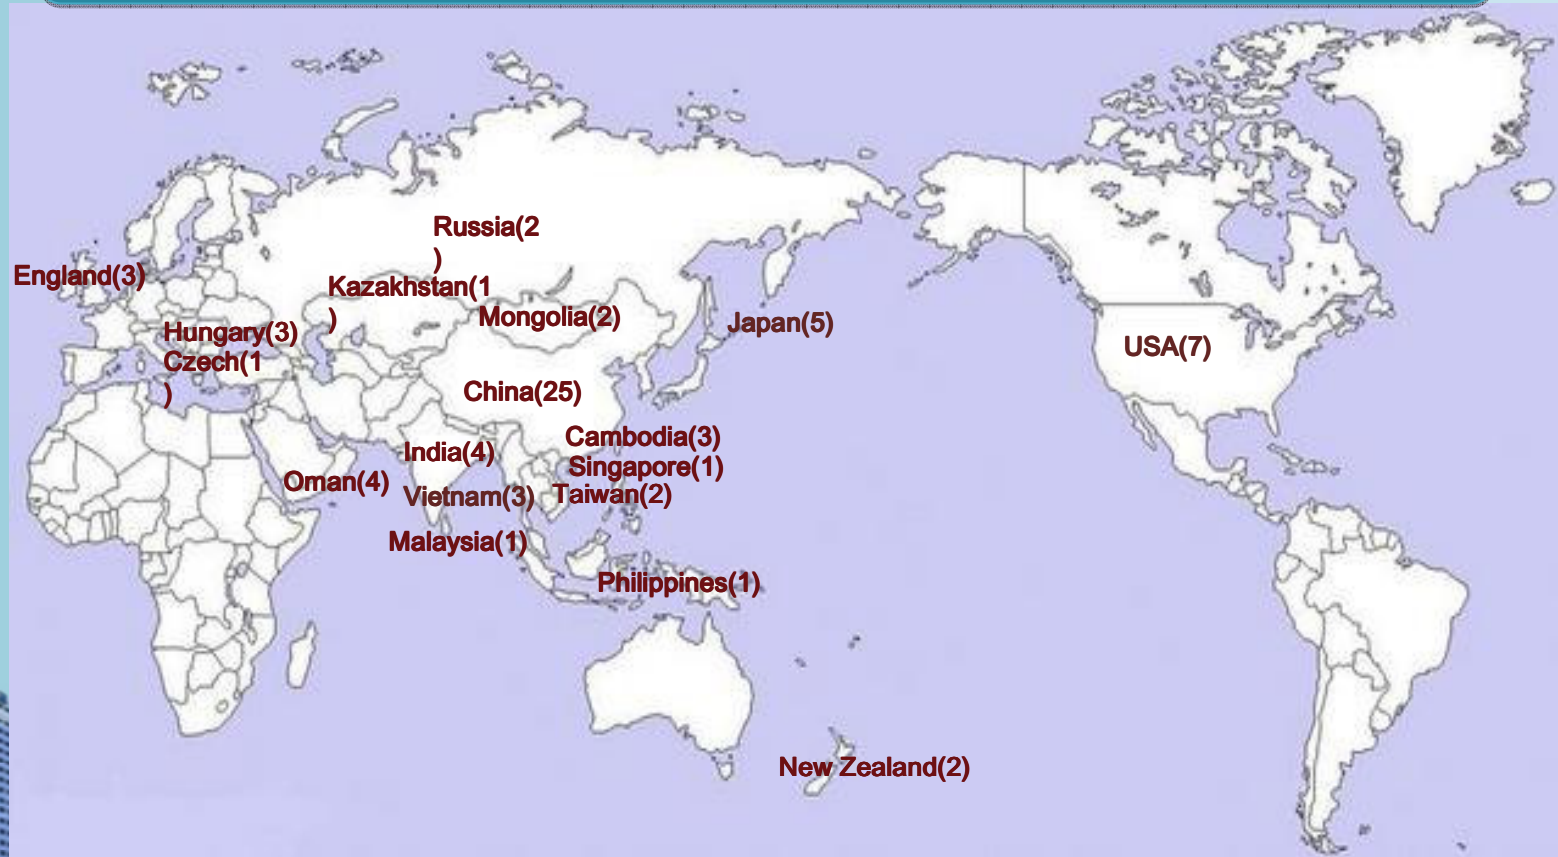 Russia(2
)
England(3)
Kazakhstan(1
)
Mongolia(2)
Japan(5)
Hungary(3)
Czech(1
)
USA(7)
China(25)
Cambodia(3)
India(4)
Singapore(1)
Oman(4)
Vietnam(3)
Taiwan(2)
Malaysia(1)
Philippines(1)
New Zealand(2)